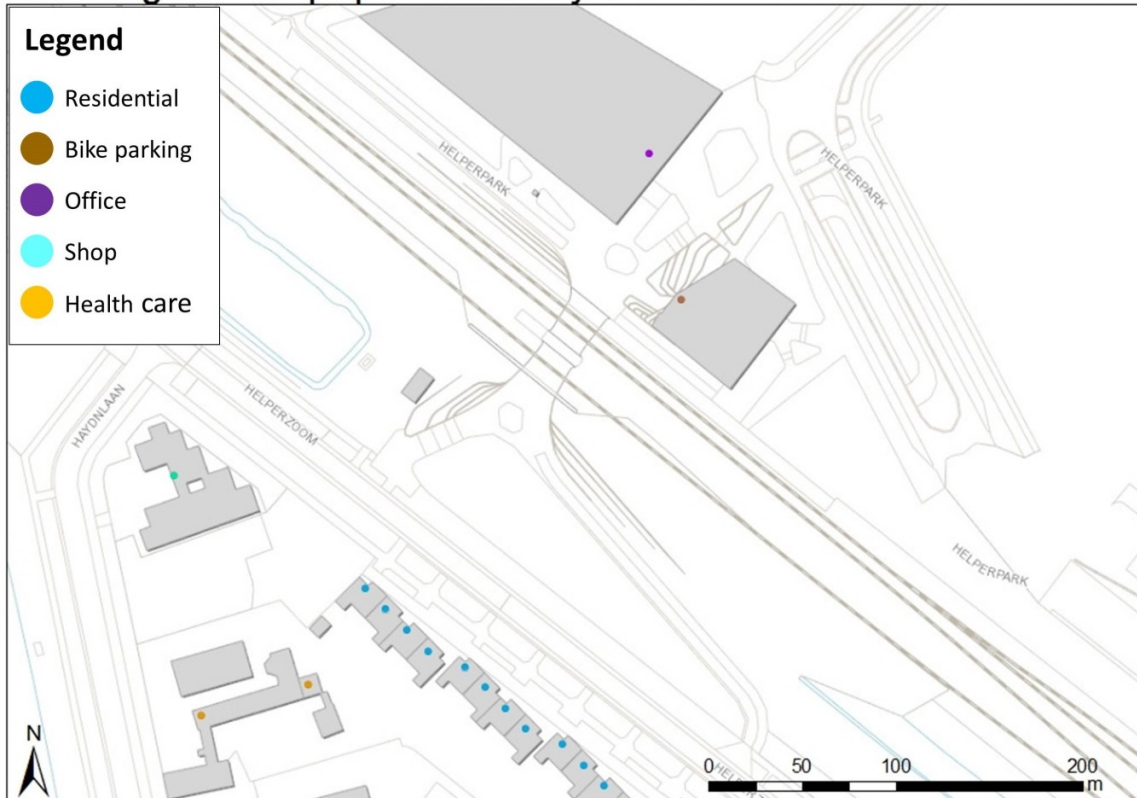 Legend
Residential
Bike parking
Office
Shop
Health care
HELPERPARK
HELPERPARK
HAYDNLAAN
HELPERZOOM
HELPERPARK
N
0 50 100 200
m